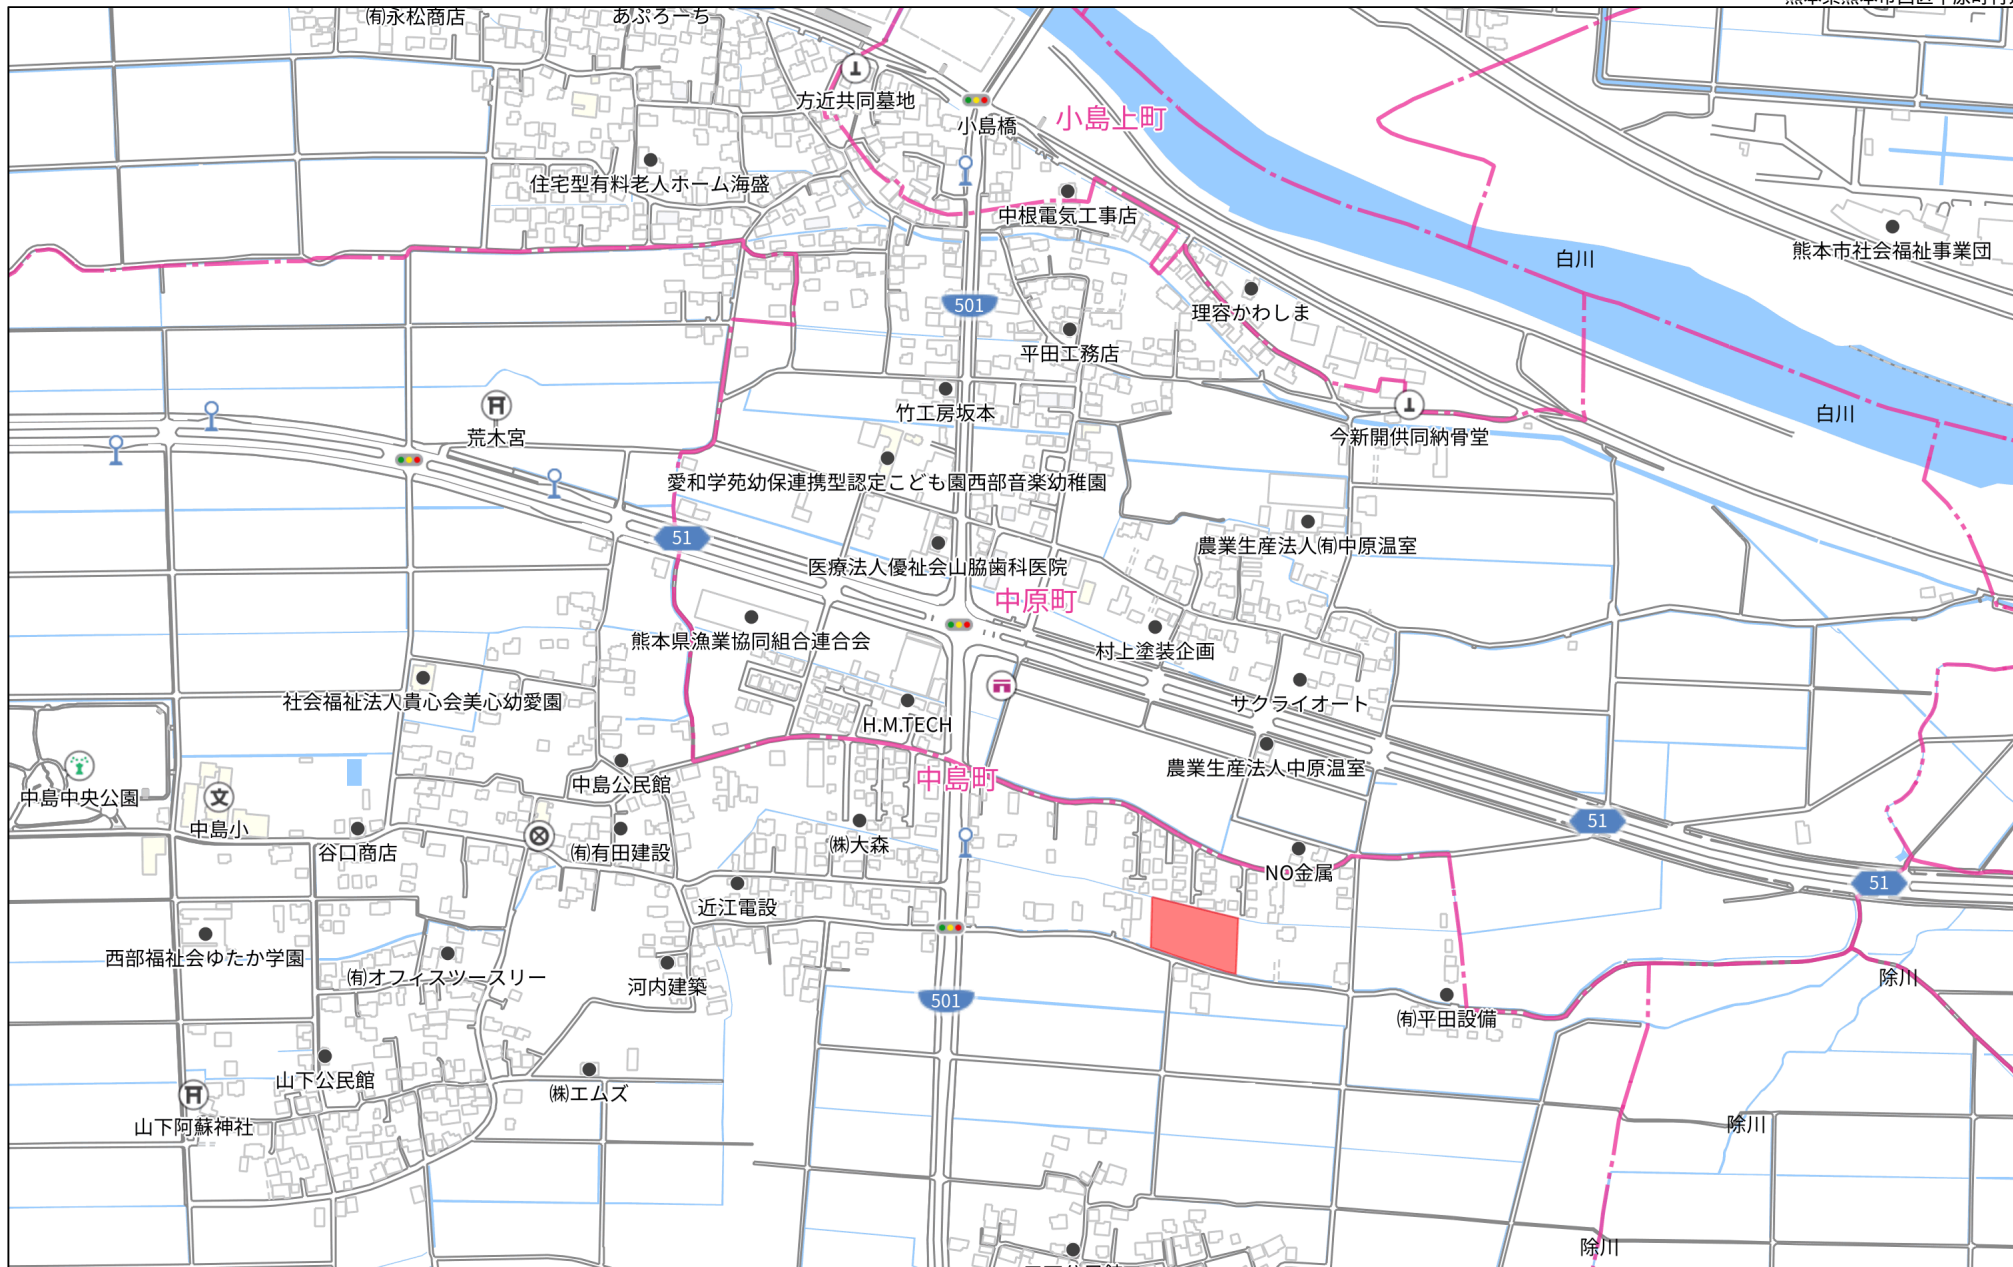 ㈲永松商店
あぷろーち
方近共同墓地
小島橋
小島上町
住宅型有料老人ホーム海盛
中根電気工事店
白川
熊本市社会福祉事業団
501
理容かわしま
平田工務店
竹工房坂本
白川
荒木宮
今新開供同納骨堂
愛和学苑幼保連携型認定こども園西部音楽幼稚園
51
農業生産法人㈲中原温室
医療法人優祉会山脇歯科医院
中原町
熊本県漁業協同組合連合会
村上塗装企画
社会福祉法人貴心会美心幼愛園
サクライオート
H.M.TECH
中島公民館
中島町
農業生産法人中原温室
中島中央公園
文
中島小
51
谷口商店
㈲有田建設
㈱大森
NO金属
51
近江電設
西部福祉会ゆたか学園
㈲オフィスツースリー
河内建築
除川
501
㈲平田設備
山下公民館
㈱エムズ
山下阿蘇神社
除川
除川